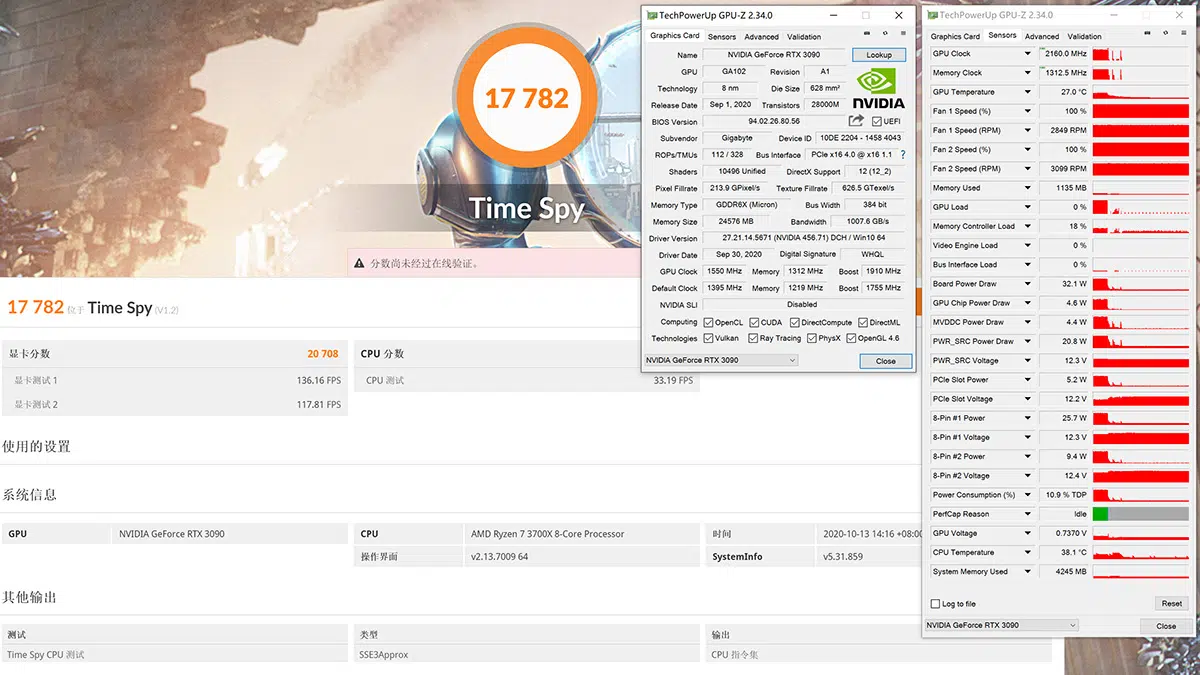 17 782
Time Spy
分数尚未经过在线验证。
17 782 位于 Time Spy (V1.2)
显卡分数 20 708
显卡测试 1 136.16 FPS
显卡测试 2 117.81 FPS
CPU 分数
CPU 测试 33.19 FPS
使用的设置
系统信息
GPU NVIDIA GeForce RTX 3090
CPU AMD Ryzen 7 3700X 8-Core Processor
时间 2020-10-13 14:16 +08:00
操作界面 v2.13.7009 64
SystemInfo v5.31.859
其他输出
测试 类型 输出
Time Spy CPU 测试 SSE3Approx CPU 指令集
TechPowerUp GPU-Z 2.34.0
Graphics Card Sensors Advanced Validation
Name NVIDIA GeForce RTX 3090 Lookup
GPU GA102 Revision A1
Technology 8 nm Die Size 628 mm²
Release Date Sep 1, 2020 Transistors 28000M
NVIDIA
BIOS Version 94.02.26.80.56 UEFI
Subvendor Gigabyte Device ID 10DE 2204 - 1458 4043
ROPs/TMUs 112 / 328 Bus Interface PCIe x16 4.0 @ x16 1.1 ?
Shaders 10496 Unified DirectX Support 12 (12_2)
Pixel Fillrate 213.9 GPixel/s Texture Fillrate 626.5 GTexel/s
Memory Type GDDR6X (Micron) Bus Width 384 bit
Memory Size 24576 MB Bandwidth 1007.6 GB/s
Driver Version 27.21.14.5671 (NVIDIA 456.71) DCH / Win10 64
Driver Date Sep 30, 2020 Digital Signature WHQL
GPU Clock 1550 MHz Memory 1312 MHz Boost 1910 MHz
Default Clock 1395 MHz Memory 1219 MHz Boost 1755 MHz
NVIDIA SLI Disabled
Computing OpenCL CUDA DirectCompute DirectML
Technologies Vulkan Ray Tracing PhysX OpenGL 4.6
NVIDIA GeForce RTX 3090 Close
TechPowerUp GPU-Z 2.34.0
Graphics Card Sensors Advanced Validation
GPU Clock 2160.0 MHz
Memory Clock 1312.5 MHz
GPU Temperature 27.0 °C
Fan 1 Speed (%) 100 %
Fan 1 Speed (RPM) 2849 RPM
Fan 2 Speed (%) 100 %
Fan 2 Speed (RPM) 3099 RPM
Memory Used 1135 MB
GPU Load 0 %
Memory Controller Load 18 %
Video Engine Load 0 %
Bus Interface Load 0 %
Board Power Draw 32.1 W
GPU Chip Power Draw 4.6 W
MVDDC Power Draw 4.4 W
PWR_SRC Power Draw 20.8 W
PWR_SRC Voltage 12.3 V
PCIe Slot Power 5.2 W
PCIe Slot Voltage 12.2 V
8-Pin #1 Power 25.7 W
8-Pin #1 Voltage 12.3 V
8-Pin #2 Power 9.4 W
8-Pin #2 Voltage 12.4 V
Power Consumption (%) 10.9 % TDP
PerfCap Reason Idle
GPU Voltage 0.7370 V
CPU Temperature 38.1 °C
System Memory Used 4245 MB
Log to file Reset
NVIDIA GeForce RTX 3090 Close